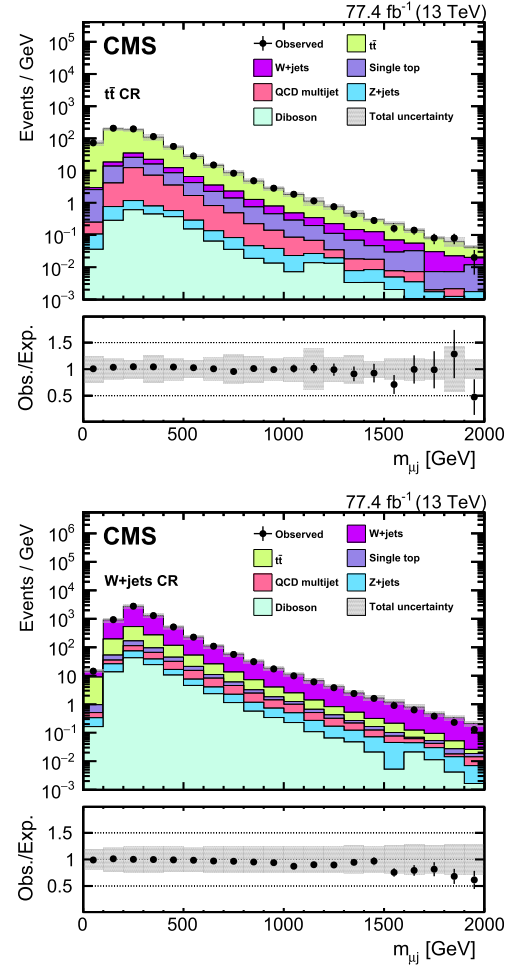 77.4 fb⁻¹ (13 TeV)
CMS
tt̄ CR
Observed
tt̄
W+jets
Single top
QCD multijet
Z+jets
Diboson
Total uncertainty
Events / GeV
10⁵
10⁴
10³
10²
10
1
10⁻¹
10⁻²
10⁻³
Obs./Exp.
1.5
1
0.5
0 500 1000 1500 2000
m_μj [GeV]
77.4 fb⁻¹ (13 TeV)
CMS
W+jets CR
Observed
W+jets
tt̄
Single top
QCD multijet
Z+jets
Diboson
Total uncertainty
Events / GeV
10⁶
10⁵
10⁴
10³
10²
10
1
10⁻¹
10⁻²
10⁻³
Obs./Exp.
1.5
1
0.5
0 500 1000 1500 2000
m_μj [GeV]